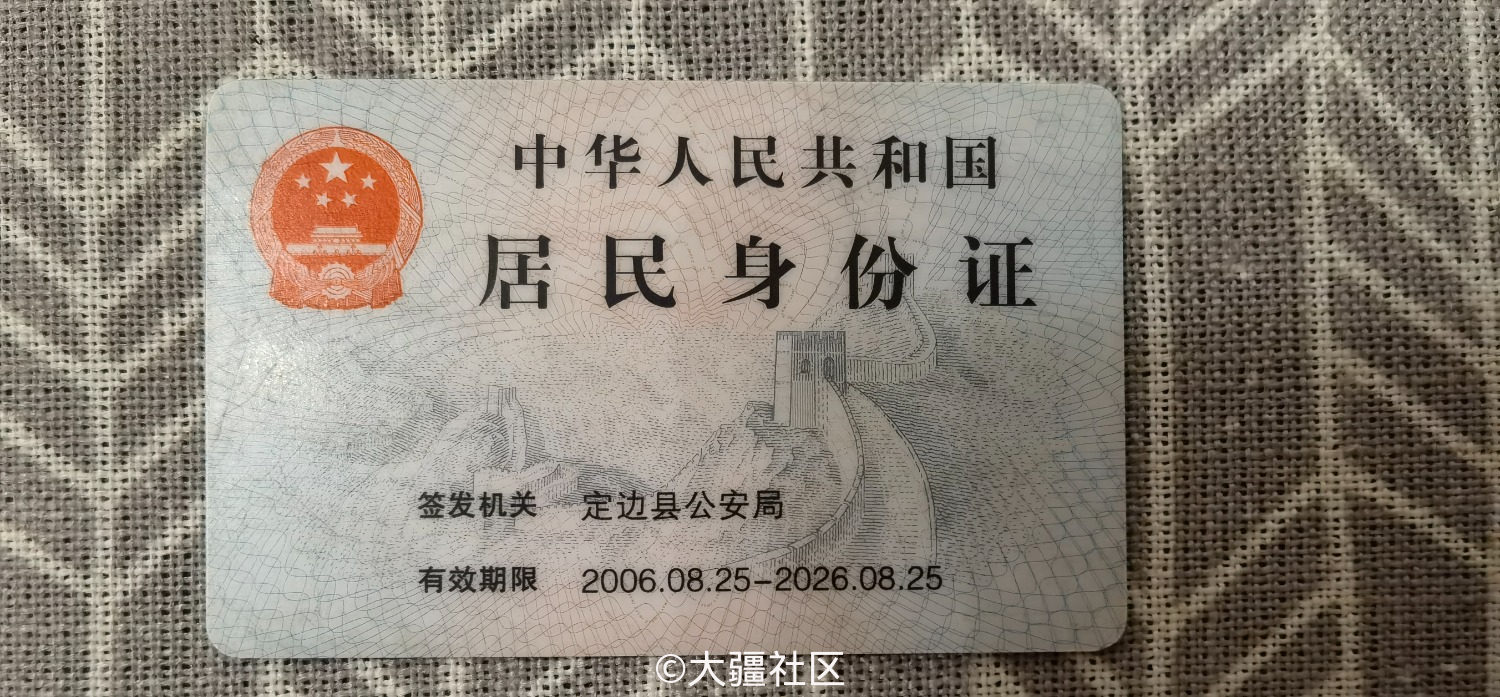 中华人民共和国
居民身份证
签发机关 定边县公安局
有效期限 2006.08.25-2026.08.25
©大疆社区